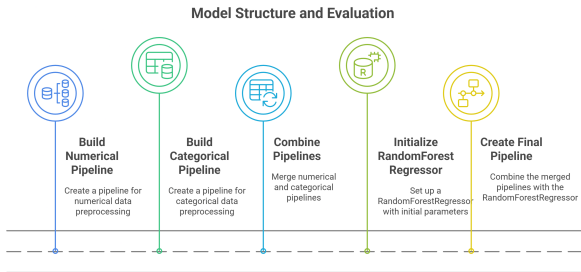 Model Structure and Evaluation
R
Build
Numerical
Pipeline
Create a pipeline for
numerical data
preprocessing
Build
Categorical
Pipeline
Create a pipeline for
categorical data
preprocessing
Combine
Pipelines
Merge numerical
and categorical
pipelines
Initialize
RandomForest
Regressor
Set up a
RandomForestRegressor
with initial parameters
Create Final
Pipeline
Combine the merged
pipelines with the
RandomForestRegressor